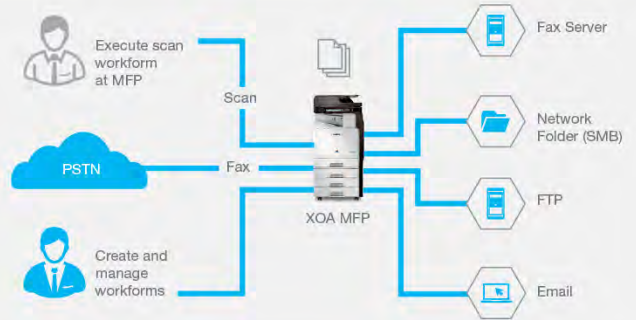 Execute scan
workform
at MFP
Scan
PSTN
Fax
Create and
manage
workforms
XOA MFP
Fax Server
Network
Folder (SMB)
FTP
Email